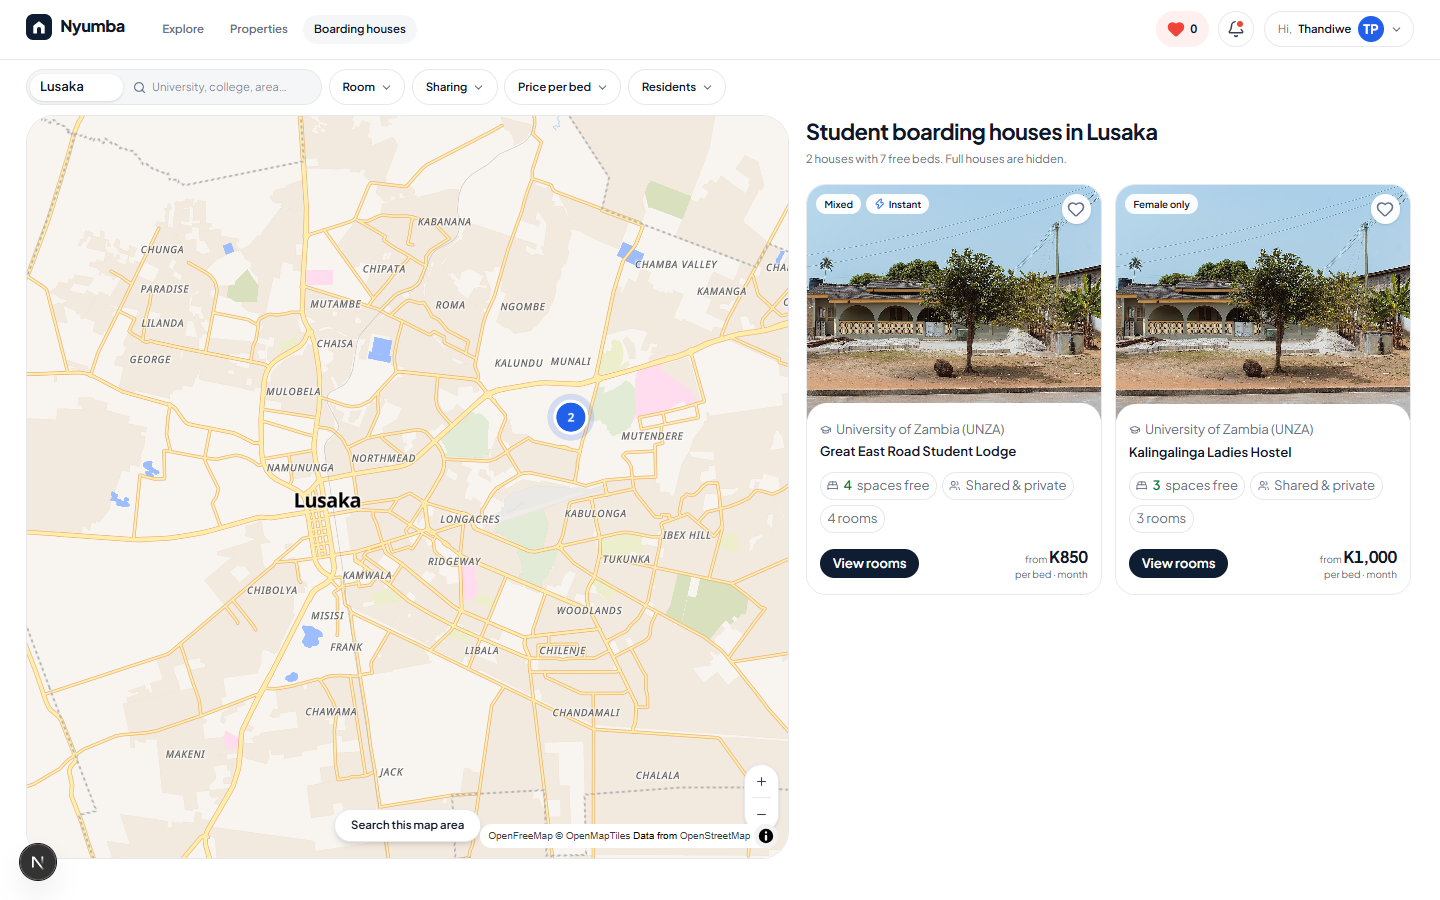 Nyumba
Explore
Properties
Boarding houses
0
Hi, Thandiwe
TP
Lusaka
University, college, area...
Room
Sharing
Price per bed
Residents
KABANANA
CHUNGA
CHAMBA VALLEY
CHIPATA
PARADISE
KAMANGA
MUTAMBE
ROMA
NGOMBE
LILANDA
CHAISA
GEORGE
KALUNDU
MUNALI
MULOBELA
2
MUTENDERE
NORTHMEAD
NAMUNUNGA
Lusaka
LONGACRES
KABULONGA
IBEX HILL
RIDGEWAY
TUKUNKA
KAMWALA
CHIBOLYA
WOODLANDS
MISISI
FRANK
LIBALA
CHILENJE
CHAWAMA
CHANDAMALI
MAKENI
JACK
CHALALA
+
−
Search this map area
OpenFreeMap © OpenMapTiles Data from OpenStreetMap
N
Student boarding houses in Lusaka
2 houses with 7 free beds. Full houses are hidden.
Mixed
Instant
University of Zambia (UNZA)
Great East Road Student Lodge
4 spaces free
Shared & private
4 rooms
View rooms
from K850
per bed · month
Female only
University of Zambia (UNZA)
Kalingalinga Ladies Hostel
3 spaces free
Shared & private
3 rooms
View rooms
from K1,000
per bed · month